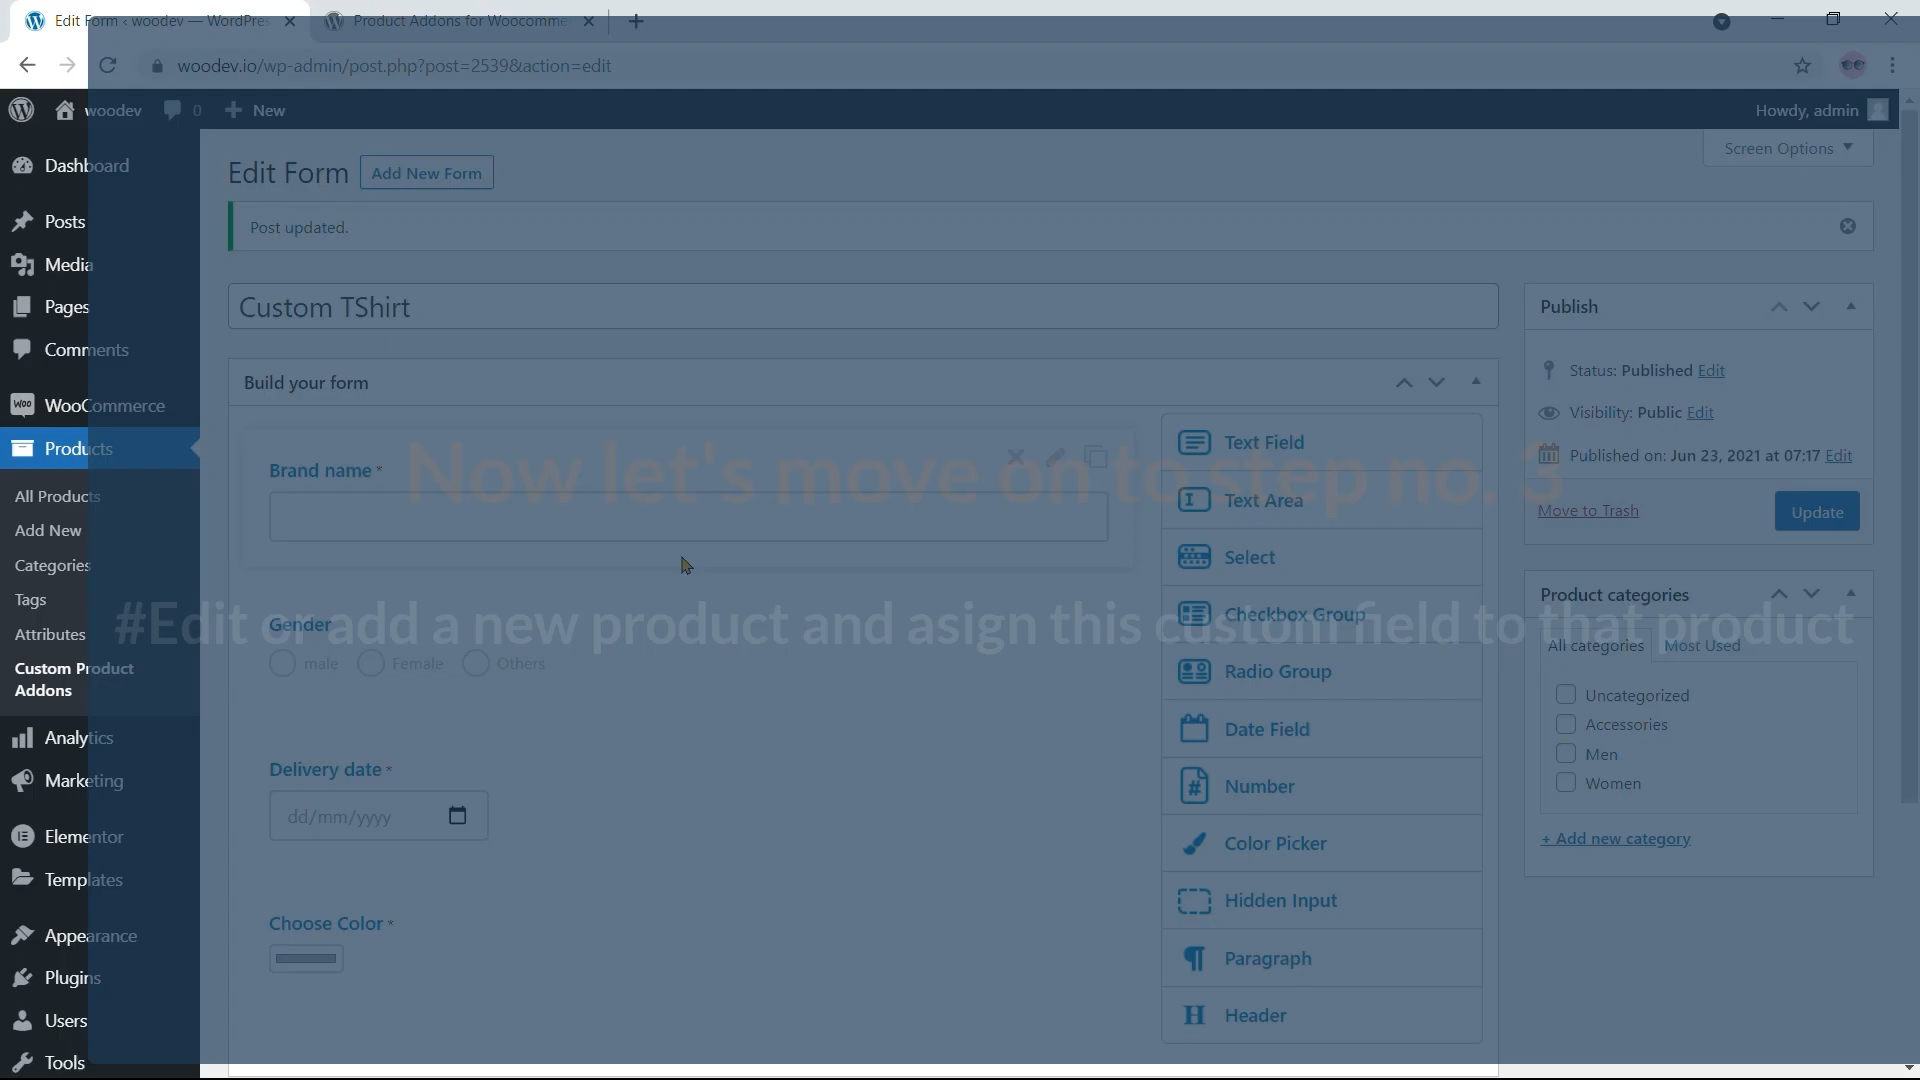 Edit Form ‹ woodev — WordPres
Product Addons for Woocomme
woodev.io/wp-admin/post.php?post=2539&action=edit
woodev
0
New
Howdy, admin
Screen Options
Dashboard
Posts
Media
Pages
Comments
WooCommerce
Products
All Products
Add New
Categories
Tags
Attributes
Custom Product
Addons
Analytics
Marketing
Elementor
Templates
Appearance
Plugins
Users
Tools
Edit Form
Add New Form
Post updated.
Custom TShirt
Build your form
Now let's move on to step no. 3
#Edit or add a new product and asign this custom field to that product
Brand name *
Gender
male
Female
Others
Delivery date *
dd/mm/yyyy
Choose Color *
Text Field
Text Area
Select
Checkbox Group
Radio Group
Date Field
Number
Color Picker
Hidden Input
Paragraph
Header
Publish
Status: Published Edit
Visibility: Public Edit
Published on: Jun 23, 2021 at 07:17 Edit
Move to Trash
Update
Product categories
All categories
Most Used
Uncategorized
Accessories
Men
Women
+ Add new category